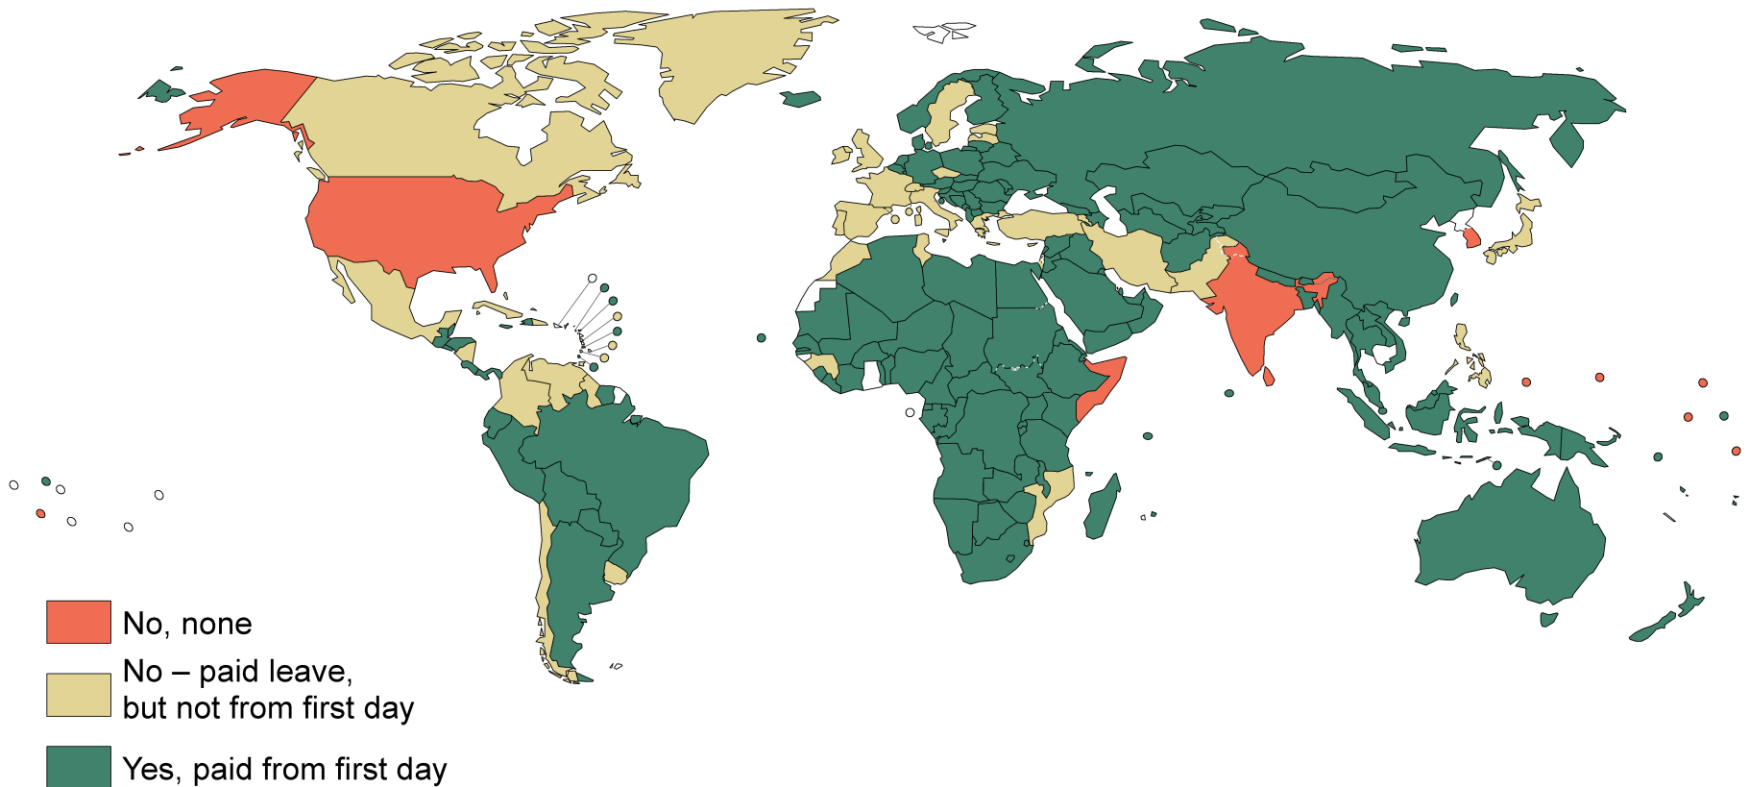 No, none
No – paid leave,
but not from first day
Yes, paid from first day